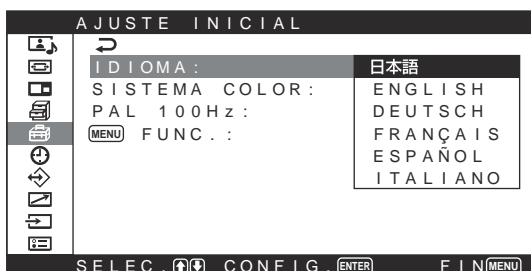 AJUSTE INICIAL
IDIOMA: 日本語
SISTEMA COLOR: ENGLISH
PAL 100Hz: DEUTSCH
MENU FUNC.: FRANÇAIS
ESPAÑOL
ITALIANO
SELEC. CONFIG. ENTER FIN MENU